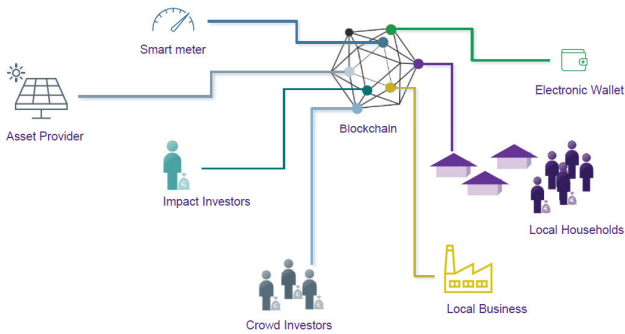 Smart meter
Electronic Wallet
Asset Provider
Blockchain
Impact Investors
Local Households
Local Business
Crowd Investors